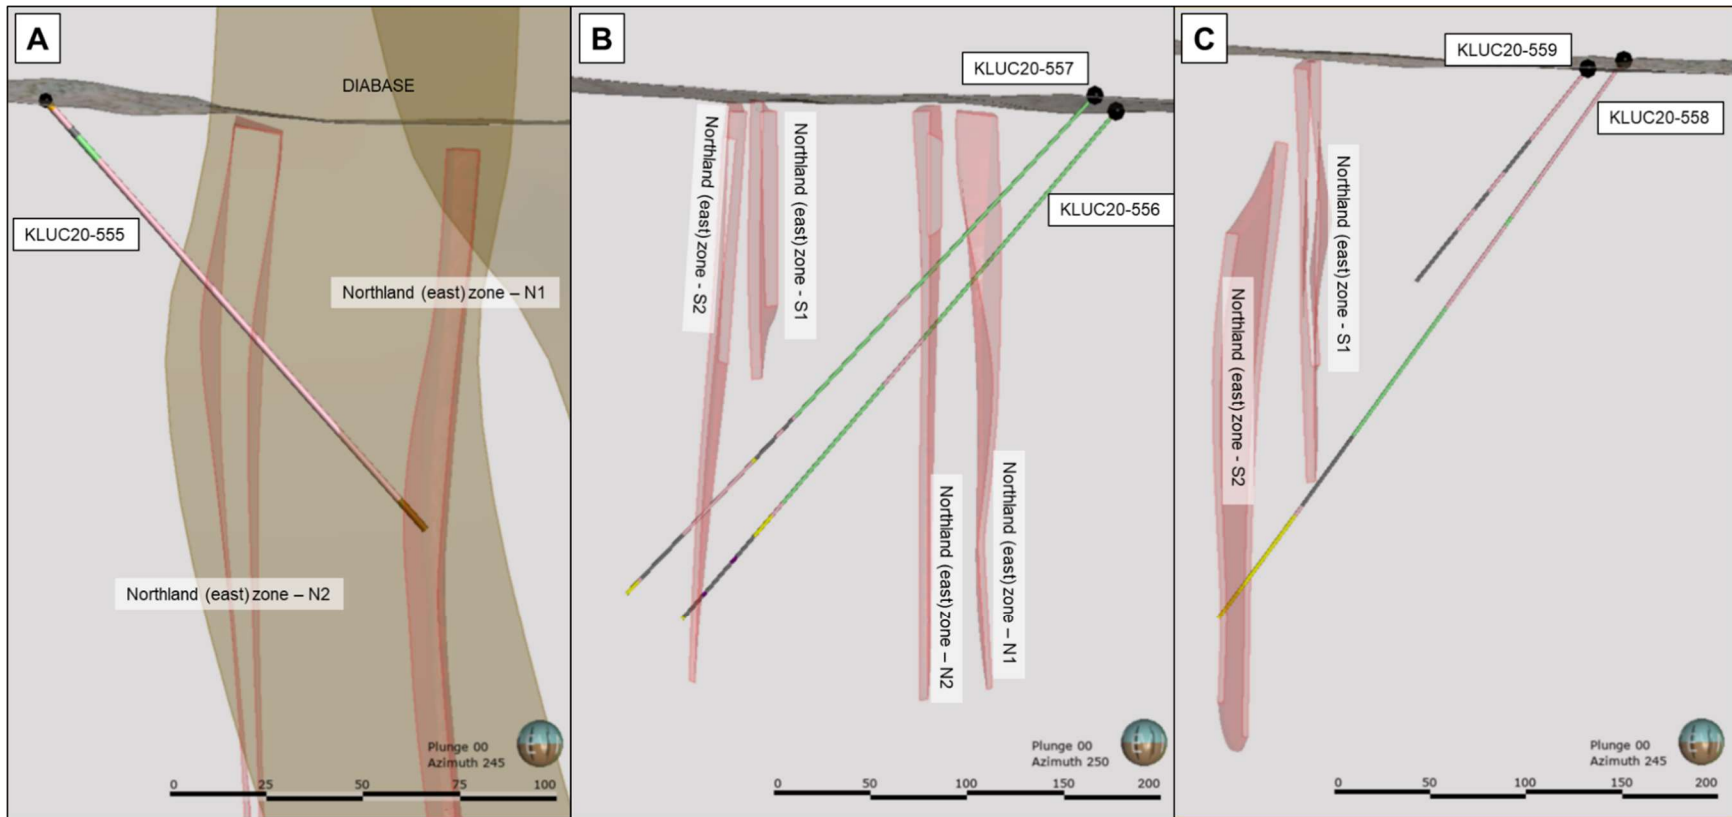 A
DIABASE
KLUC20-555
Northland (east) zone – N1
Northland (east) zone – N2
Plunge 00
Azimuth 245
0 25 50 75 100
B
KLUC20-557
KLUC20-556
Northland (east) zone - S2
Northland (east) zone - S1
Northland (east) zone – N2
Northland (east) zone – N1
Plunge 00
Azimuth 250
0 50 100 150 200
C
KLUC20-559
KLUC20-558
Northland (east) zone - S1
Northland (east) zone - S2
Plunge 00
Azimuth 245
0 50 100 150 200